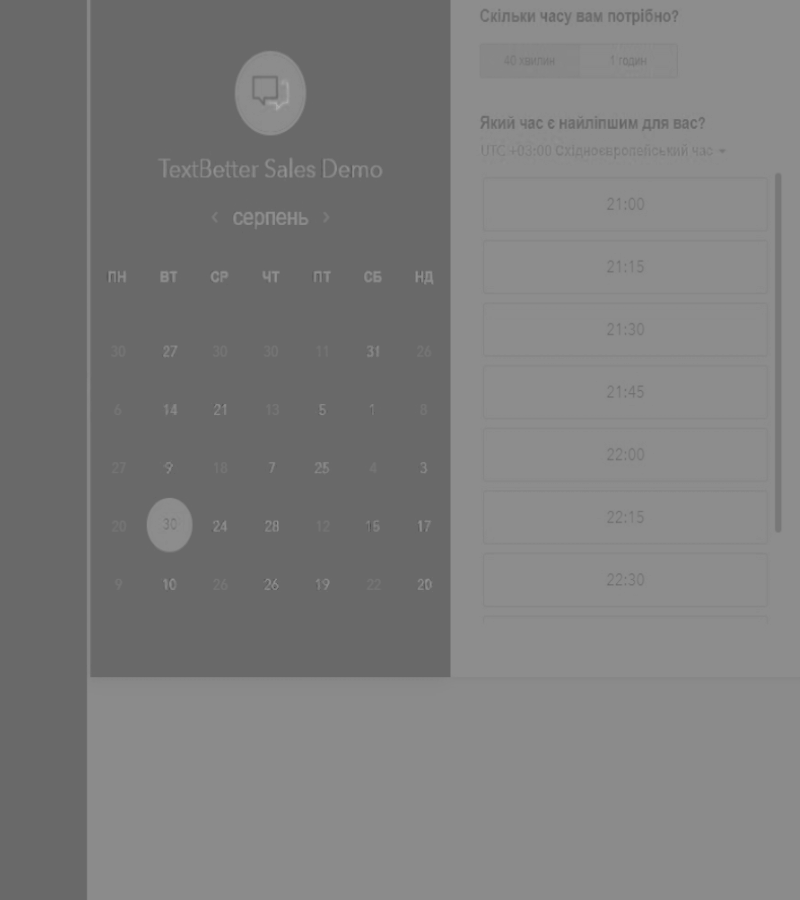 TextBetter Sales Demo
‹ серпень ›
ПН ВТ СР ЧТ ПТ СБ НД
30 27 30 30 11 31 26
6 14 21 13 5 1 8
27 9 18 7 25 4 3
20 30 24 28 12 15 17
9 10 26 26 19 22 20
Скільки часу вам потрібно?
40 хвилин 1 годин
Який час є найліпшим для вас?
UTC +03:00 Східноєвропейський час
21:00
21:15
21:30
21:45
22:00
22:15
22:30